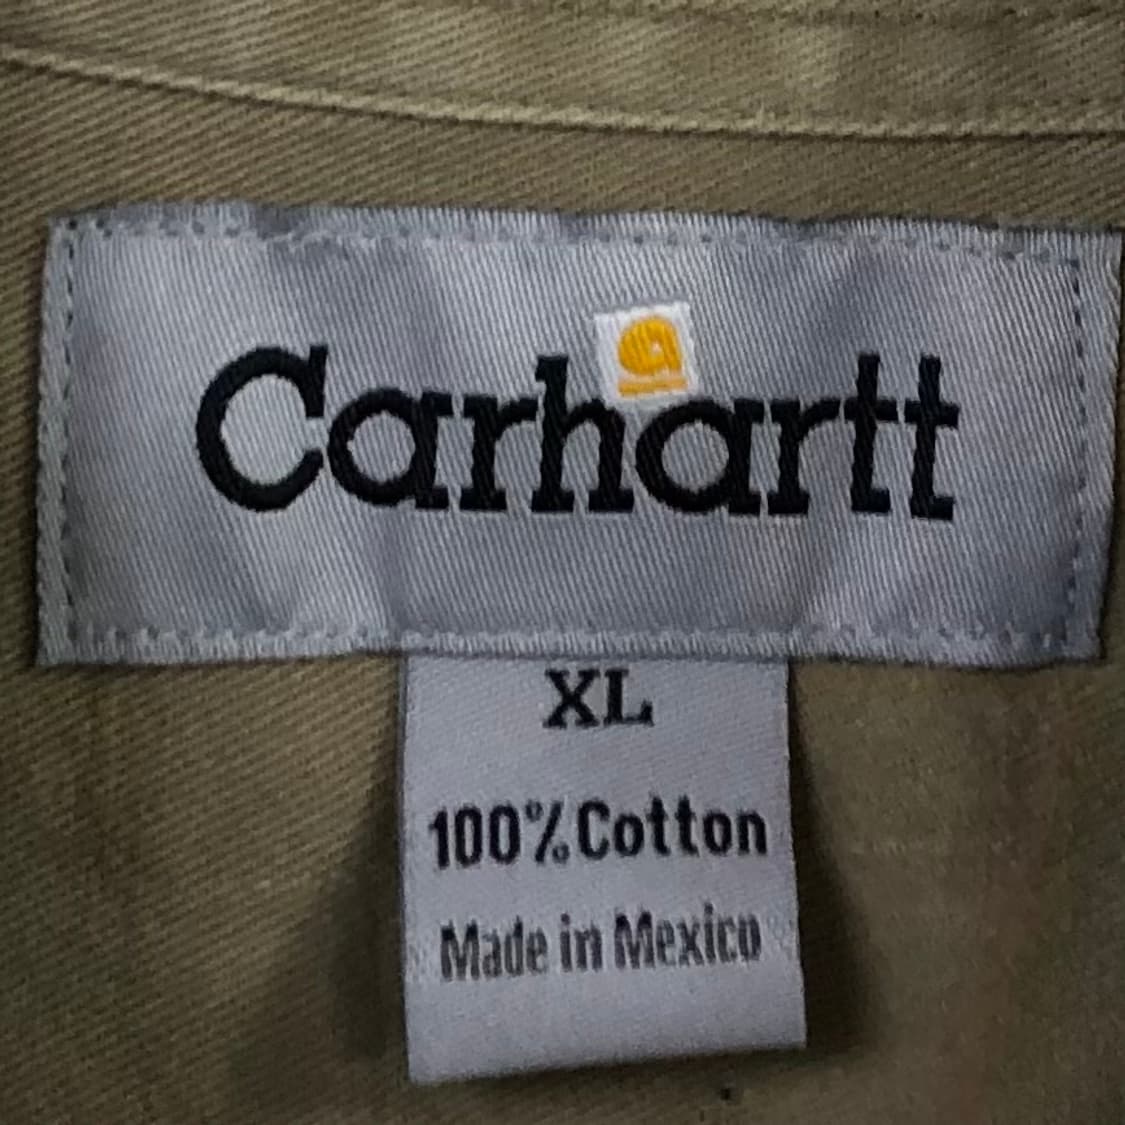 Carhartt
XL
100% Cotton
Made in Mexico